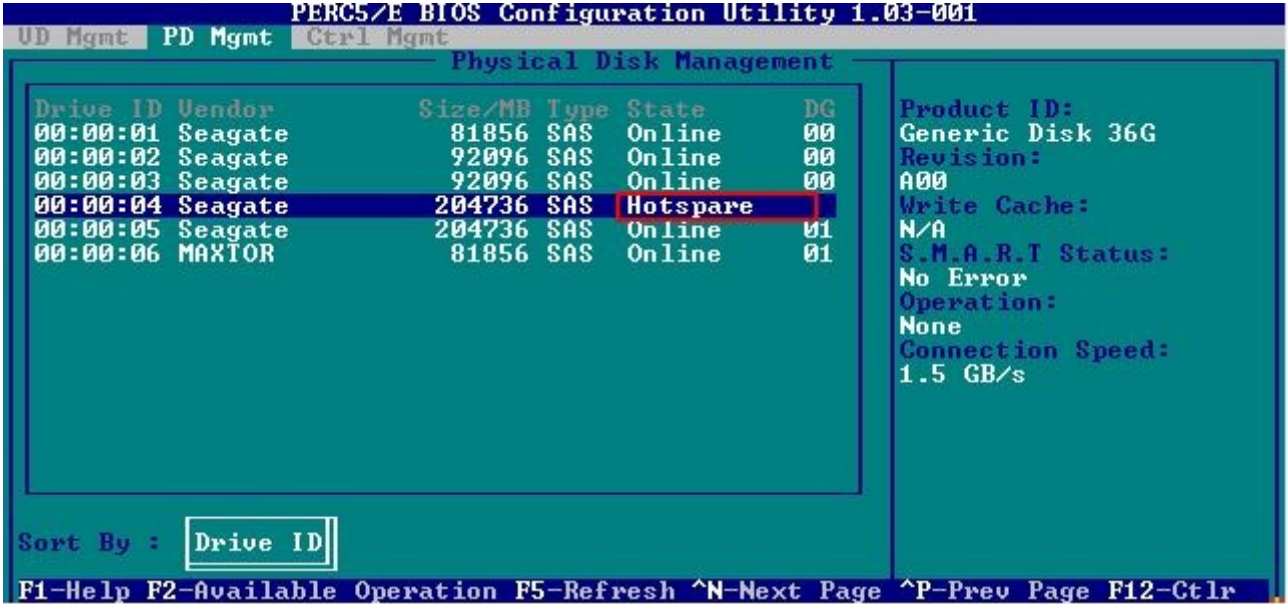 PERC5/E BIOS Configuration Utility 1.03-001
VD Mgmt PD Mgmt Ctrl Mgmt
Physical Disk Management
Drive ID Vendor Size/MB Type State DG
00:00:01 Seagate 81856 SAS Online 00
00:00:02 Seagate 92096 SAS Online 00
00:00:03 Seagate 92096 SAS Online 00
00:00:04 Seagate 204736 SAS Hotspare
00:00:05 Seagate 204736 SAS Online 01
00:00:06 MAXTOR 81856 SAS Online 01
Product ID:
Generic Disk 36G
Revision:
A00
Write Cache:
N/A
S.M.A.R.T Status:
No Error
Operation:
None
Connection Speed:
1.5 GB/s
Sort By : Drive ID
F1-Help F2-Available Operation F5-Refresh ^N-Next Page ^P-Prev Page F12-Ctlr